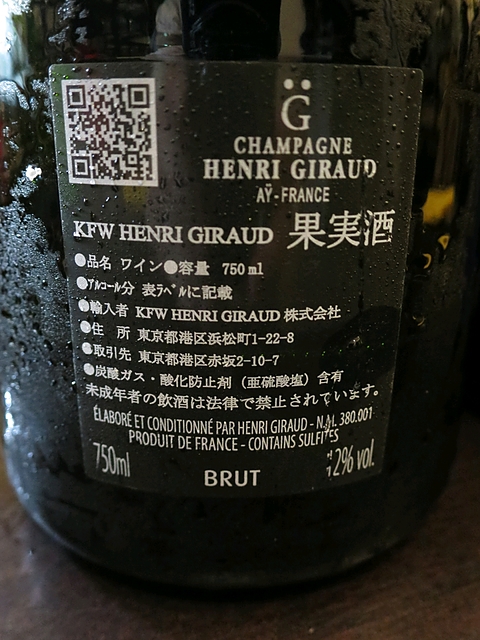 G̈
CHAMPAGNE
HENRI GIRAUD
AŸ-FRANCE
KFW HENRI GIRAUD 果実酒
●品名 ワイン●容量 750 ml
●アルコール分 表ラベルに記載
●輸入者 KFW HENRI GIRAUD 株式会社
●住 所 東京都港区浜松町1-22-8
●取引先 東京都港区赤坂2-10-7
●炭酸ガス・酸化防止剤(亜硫酸塩)含有
未成年者の飲酒は法律で禁止されています。
ÉLABORÉ ET CONDITIONNÉ PAR HENRI GIRAUD - N.M. 380.001
PRODUIT DE FRANCE - CONTAINS SULFITES
750ml
BRUT
12% vol.